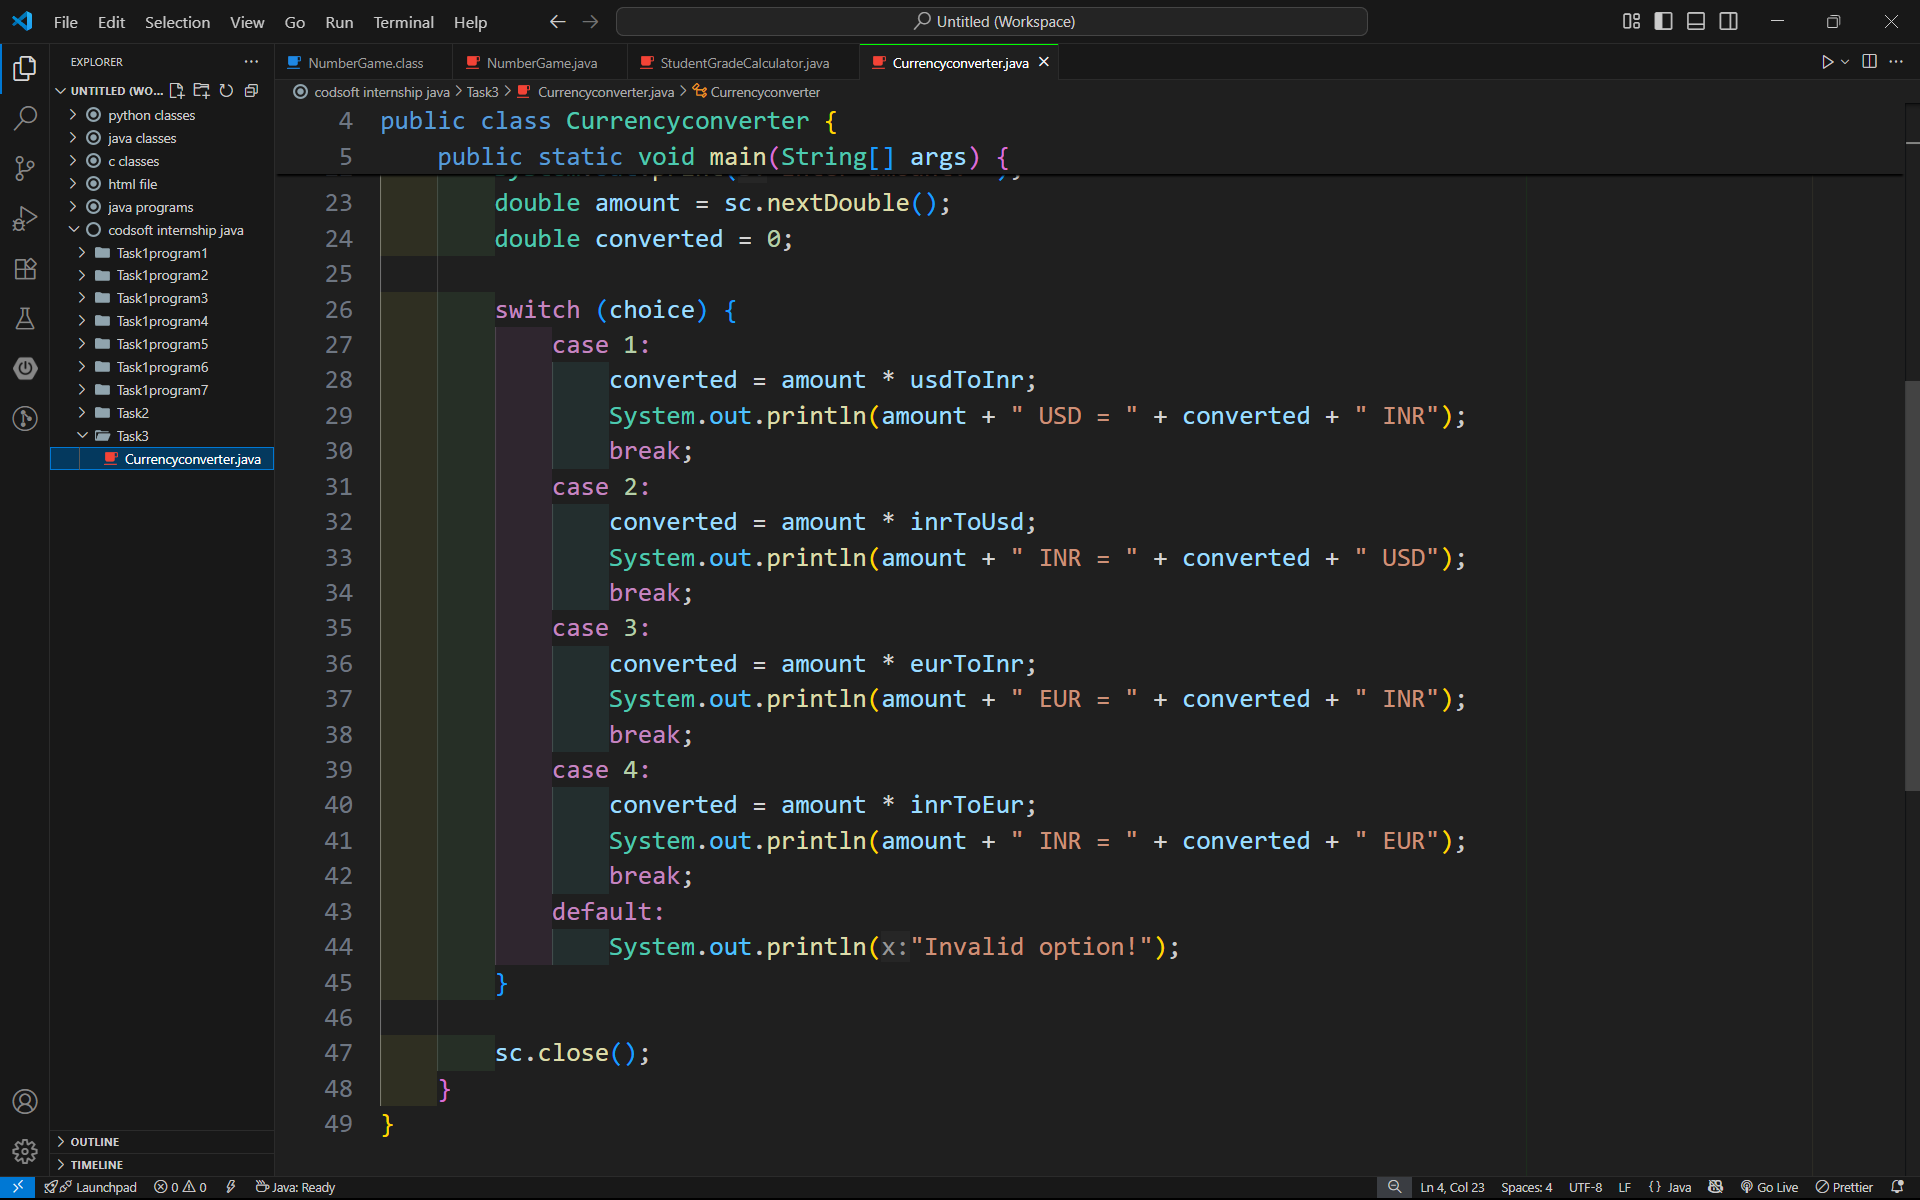 File Edit Selection View Go Run Terminal Help
Untitled (Workspace)
EXPLORER
UNTITLED (WO...
python classes
java classes
c classes
html file
java programs
codsoft internship java
Task1program1
Task1program2
Task1program3
Task1program4
Task1program5
Task1program6
Task1program7
Task2
Task3
Currencyconverter.java
OUTLINE
TIMELINE
NumberGame.class NumberGame.java StudentGradeCalculator.java Currencyconverter.java
codsoft internship java > Task3 > Currencyconverter.java > Currencyconverter
4 public class Currencyconverter {
5 public static void main(String[] args) {
23 double amount = sc.nextDouble();
24 double converted = 0;
25
26 switch (choice) {
27 case 1:
28 converted = amount * usdToInr;
29 System.out.println(amount + " USD = " + converted + " INR");
30 break;
31 case 2:
32 converted = amount * inrToUsd;
33 System.out.println(amount + " INR = " + converted + " USD");
34 break;
35 case 3:
36 converted = amount * eurToInr;
37 System.out.println(amount + " EUR = " + converted + " INR");
38 break;
39 case 4:
40 converted = amount * inrToEur;
41 System.out.println(amount + " INR = " + converted + " EUR");
42 break;
43 default:
44 System.out.println(x:"Invalid option!");
45 }
46
47 sc.close();
48 }
49 }
Launchpad 0 0 Java: Ready Ln 4, Col 23 Spaces: 4 UTF-8 LF {} Java Go Live Prettier